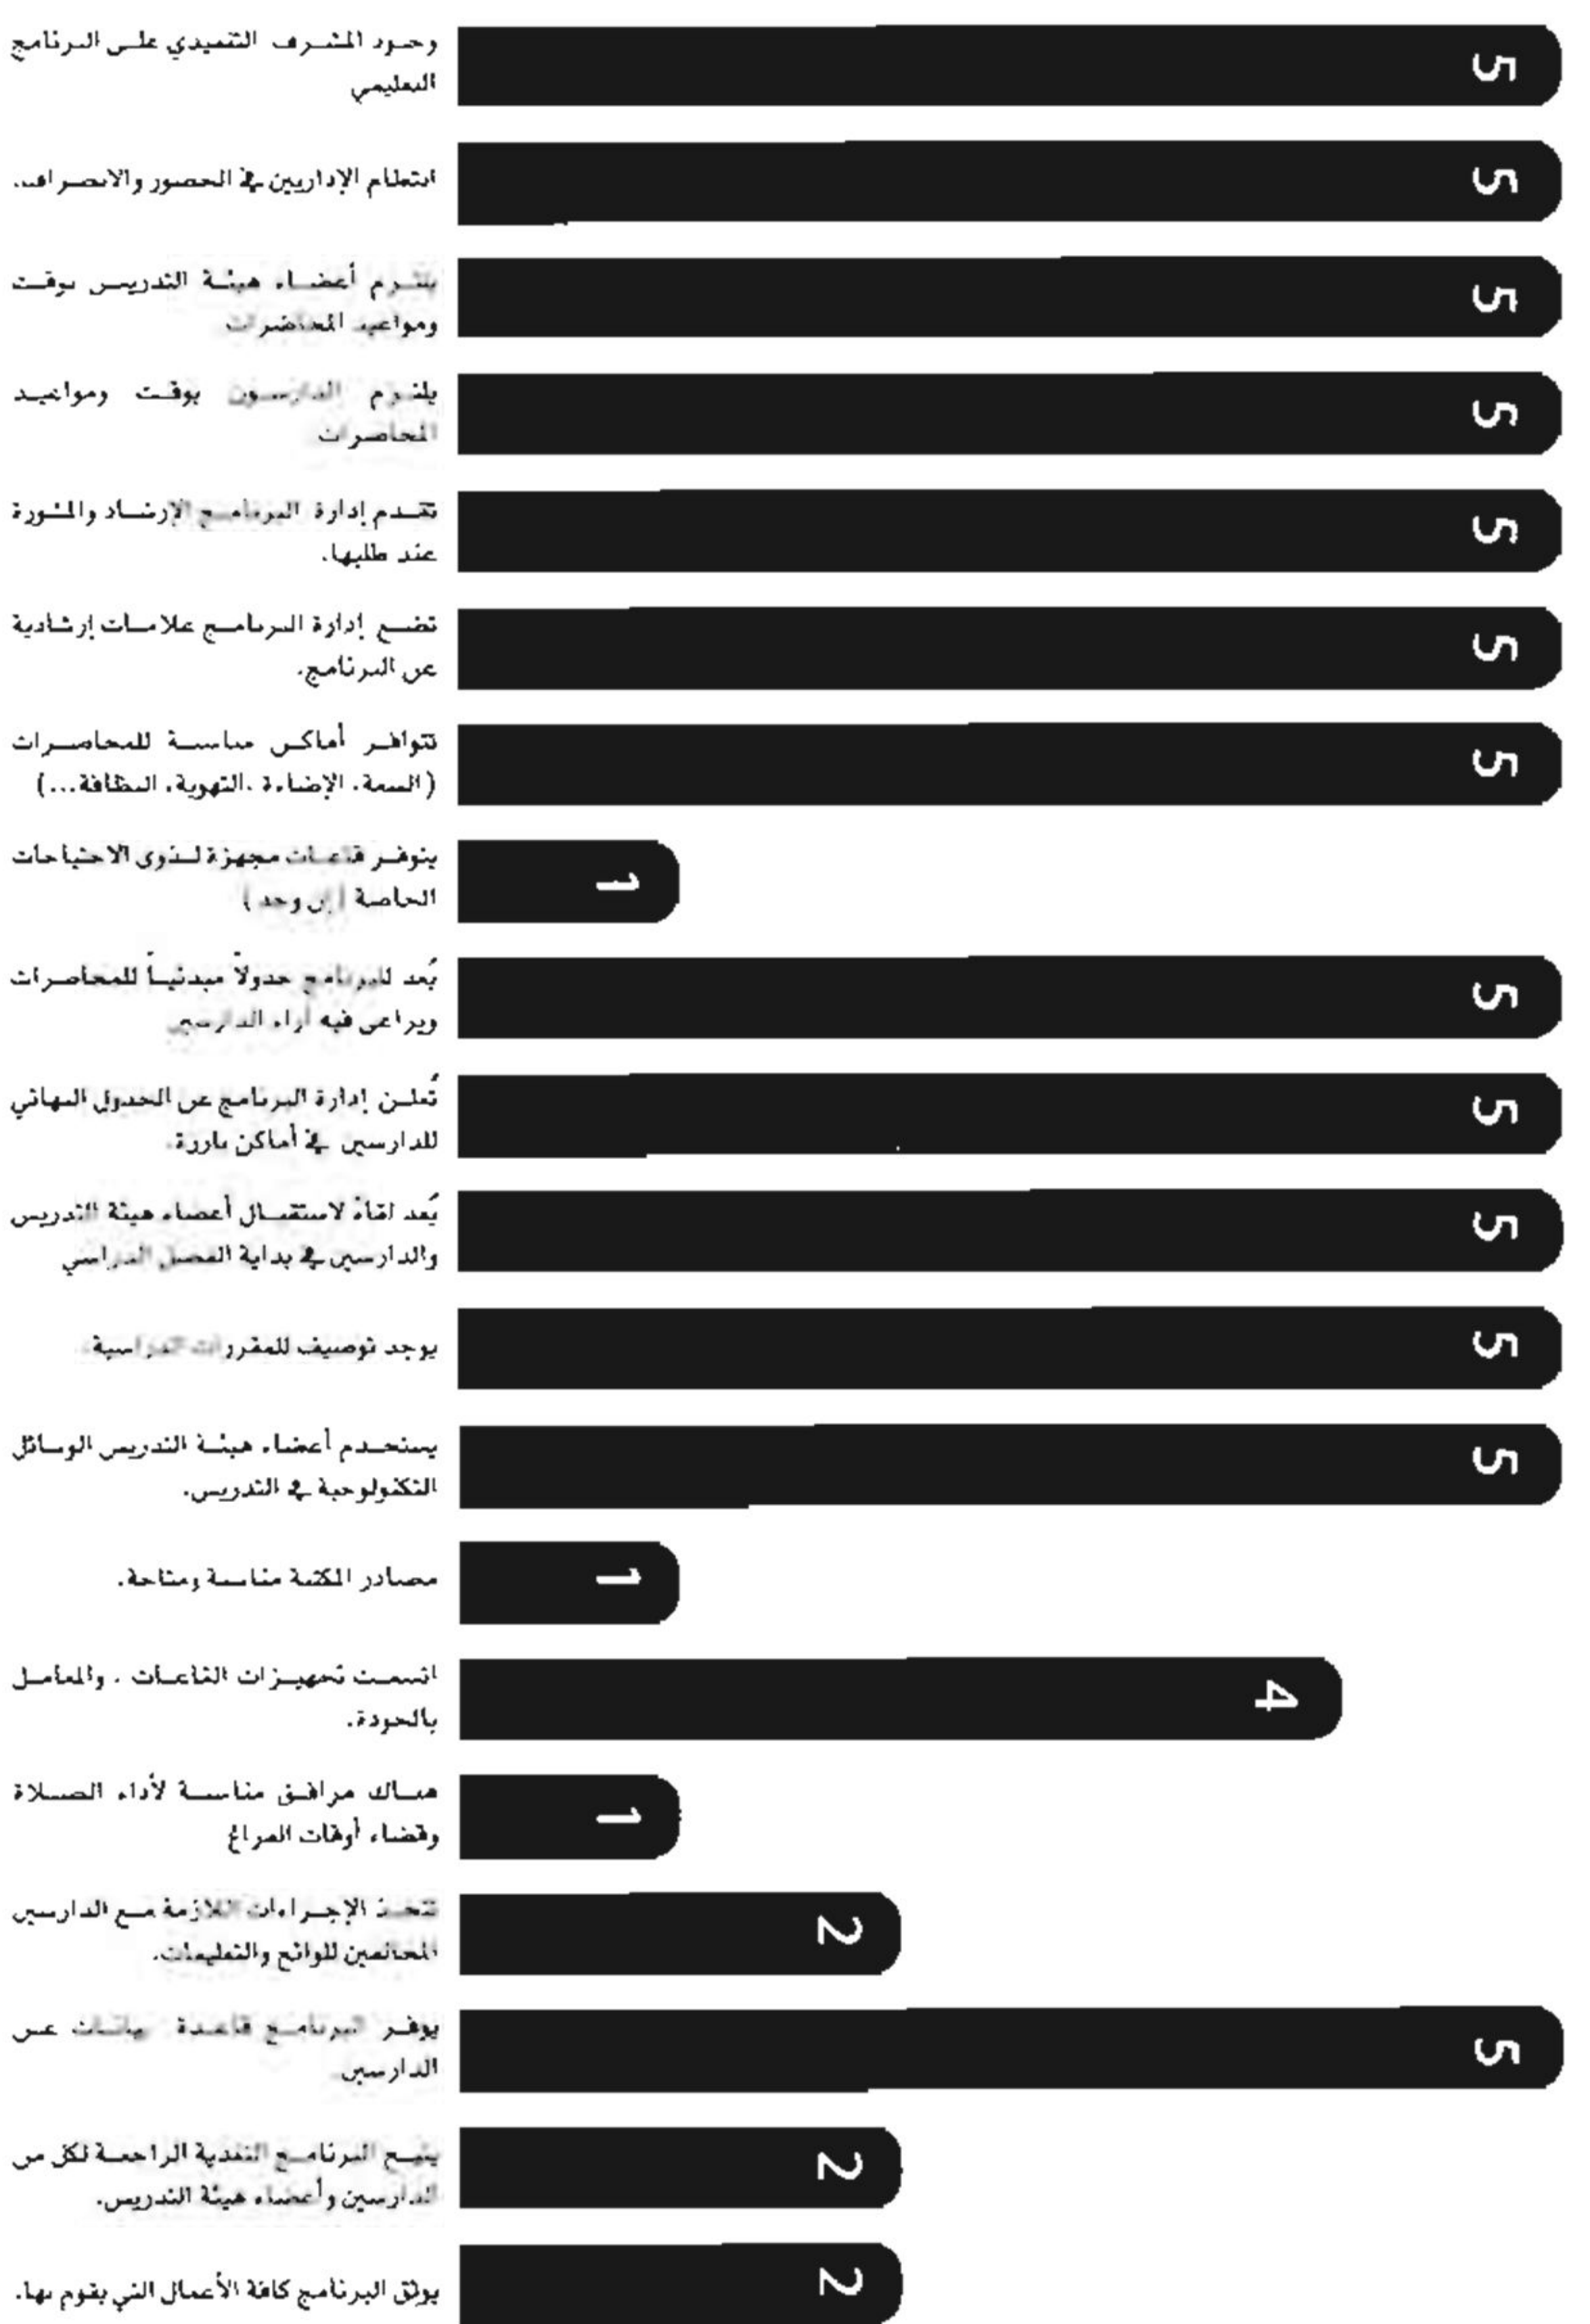 وجود المشرف التنفيذي على البرنامج
التعليمي
5
انتظام الإداريين في الحضور والانصراف.
5
يلتزم أعضاء هيئة التدريس بوقت
ومواعيد المحاضرات
5
يلتزم الدارسون بوقت ومواعيد
المحاضرات
5
تقدم إدارة البرنامج الإرشاد والمشورة
عند طلبها.
5
تضع إدارة البرنامج علامات إرشادية
عن البرنامج.
5
تتوافر أماكن مناسبة للمحاضرات
(السعة، الإضاءة، التهوية، النظافة...)
5
يتوفر قاعات مجهزة لذوى الاحتياجات
الخاصة (إن وجد)
1
يُعد للبرنامج جدولاً مبدئياً للمحاضرات
ويراعى فيه أراء الدارسين
5
تُعلن إدارة البرنامج عن الجدول النهائي
للدارسين في أماكن بارزة.
5
يُعد لقاءً لاستقبال أعضاء هيئة التدريس
والدارسين في بداية الفصل الدراسي
5
يوجد توصيف للمقررات الدراسية.
5
يستخدم أعضاء هيئة التدريس الوسائل
التكنولوجية في التدريس.
5
مصادر المكتبة مناسبة ومتاحة.
1
اتسمت تجهيزات القاعات ، والمعامل
بالجودة.
4
هناك مرافق مناسبة لأداء الصلاة
وقضاء أوقات الفراغ
1
تتخذ الإجراءات اللازمة مع الدارسين
المخالفين للوائح والتعليمات.
2
يوفر البرنامج قاعدة بيانات عن
الدارسين
5
يتيح البرنامج التغذية الراجعة لكل من
الدارسين وأعضاء هيئة التدريس.
2
يوثق البرنامج كافة الأعمال التي يقوم بها.
2